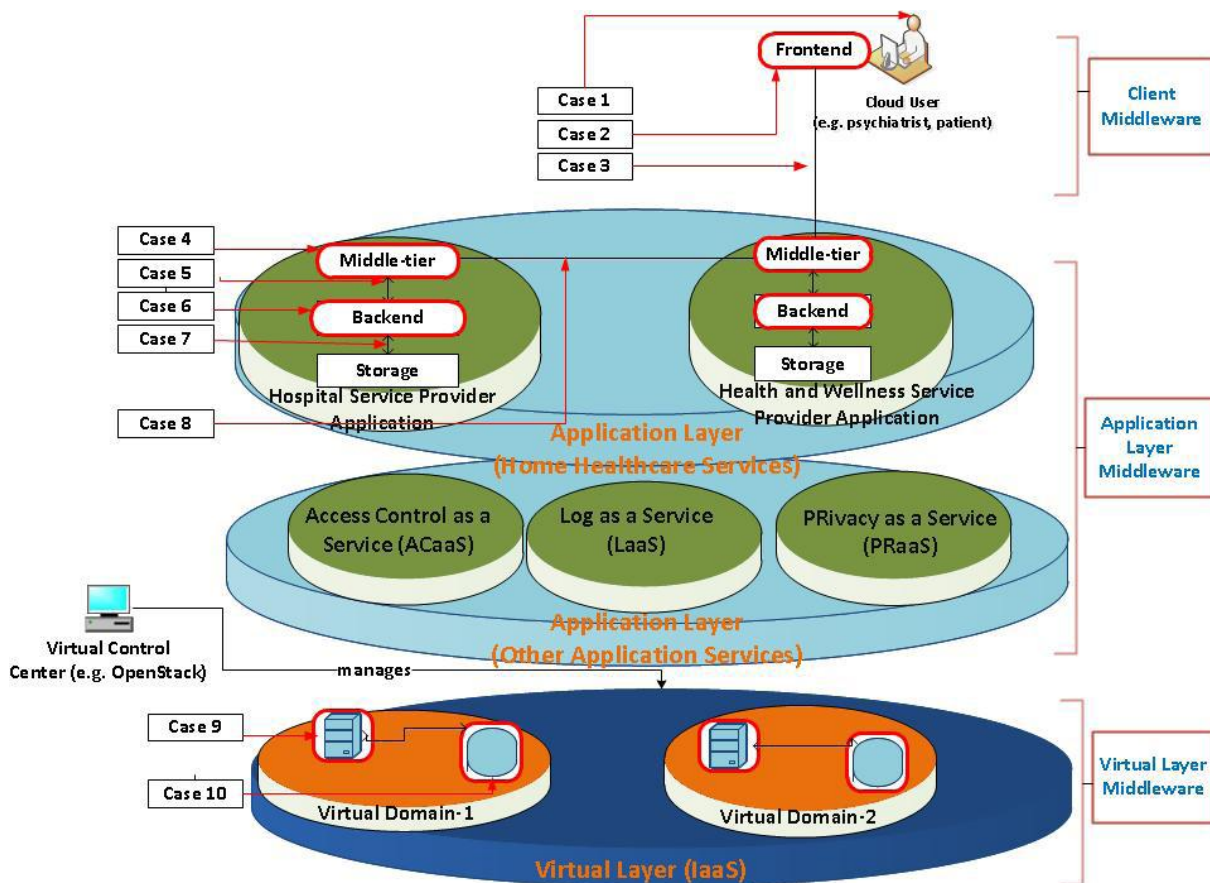 Frontend
Case 1
Case 2
Case 3
Cloud User
(e.g. psychiatrist, patient)
Client
Middleware
Case 4
Case 5
Case 6
Case 7
Case 8
Middle-tier
Backend
Storage
Hospital Service Provider
Application
Middle-tier
Backend
Storage
Health and Wellness Service
Provider Application
Application Layer
(Home Healthcare Services)
Application
Layer
Middleware
Access Control as a
Service (ACaaS)
Log as a Service
(LaaS)
PRivacy as a Service
(PRaaS)
Application Layer
(Other Application Services)
Virtual Control
Center (e.g. OpenStack)
manages
Case 9
Case 10
Virtual Domain-1
Virtual Domain-2
Virtual Layer (IaaS)
Virtual Layer
Middleware